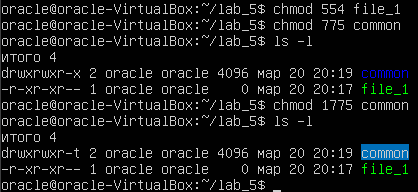 oracle@oracle-VirtualBox:~/lab_5$ chmod 554 file_1
oracle@oracle-VirtualBox:~/lab_5$ chmod 775 common
oracle@oracle-VirtualBox:~/lab_5$ ls -l
итого 4
drwxrwxr-x 2 oracle oracle 4096 мар 20 20:19 common
-r-xr-xr-- 1 oracle oracle    0 мар 17 20:17 file_1
oracle@oracle-VirtualBox:~/lab_5$ chmod 1775 common
oracle@oracle-VirtualBox:~/lab_5$ ls -l
итого 4
drwxrwxr-t 2 oracle oracle 4096 мар 20 20:19 common
-r-xr-xr-- 1 oracle oracle    0 мар 17 20:17 file_1
oracle@oracle-VirtualBox:~/lab_5$